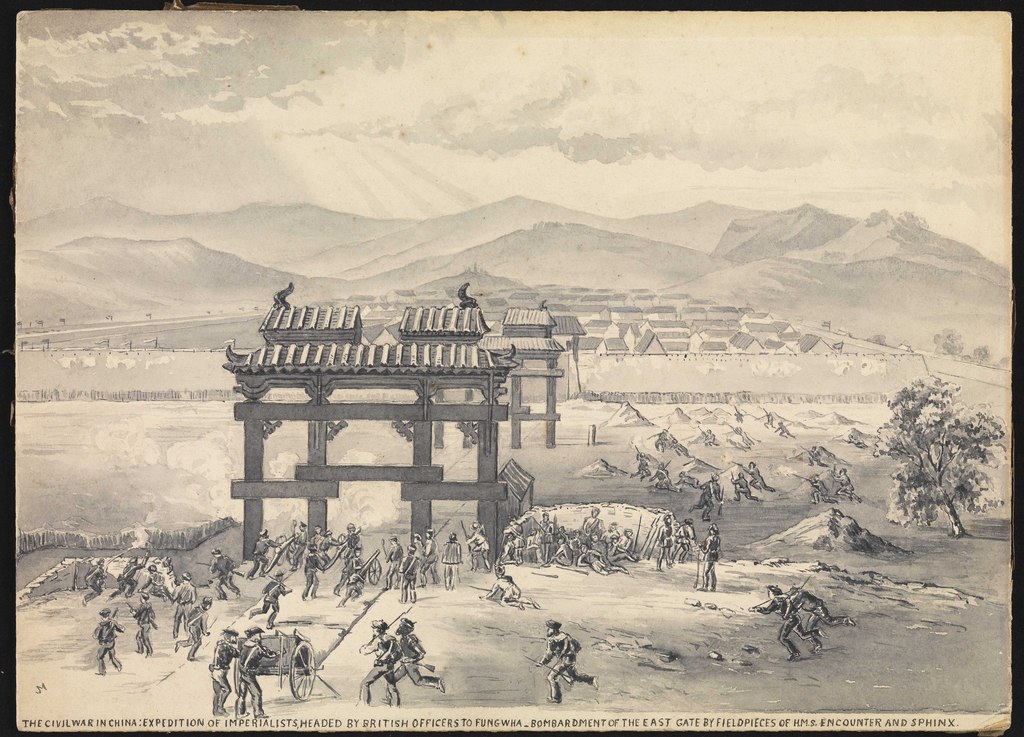 JM
THE CIVIL WAR IN CHINA: EXPEDITION OF IMPERIALISTS, HEADED BY BRITISH OFFICERS TO FUNGWHA _ BOMBARDMENT OF THE EAST GATE BY FIELDPIECES OF H.M.S. ENCOUNTER AND SPHINX.